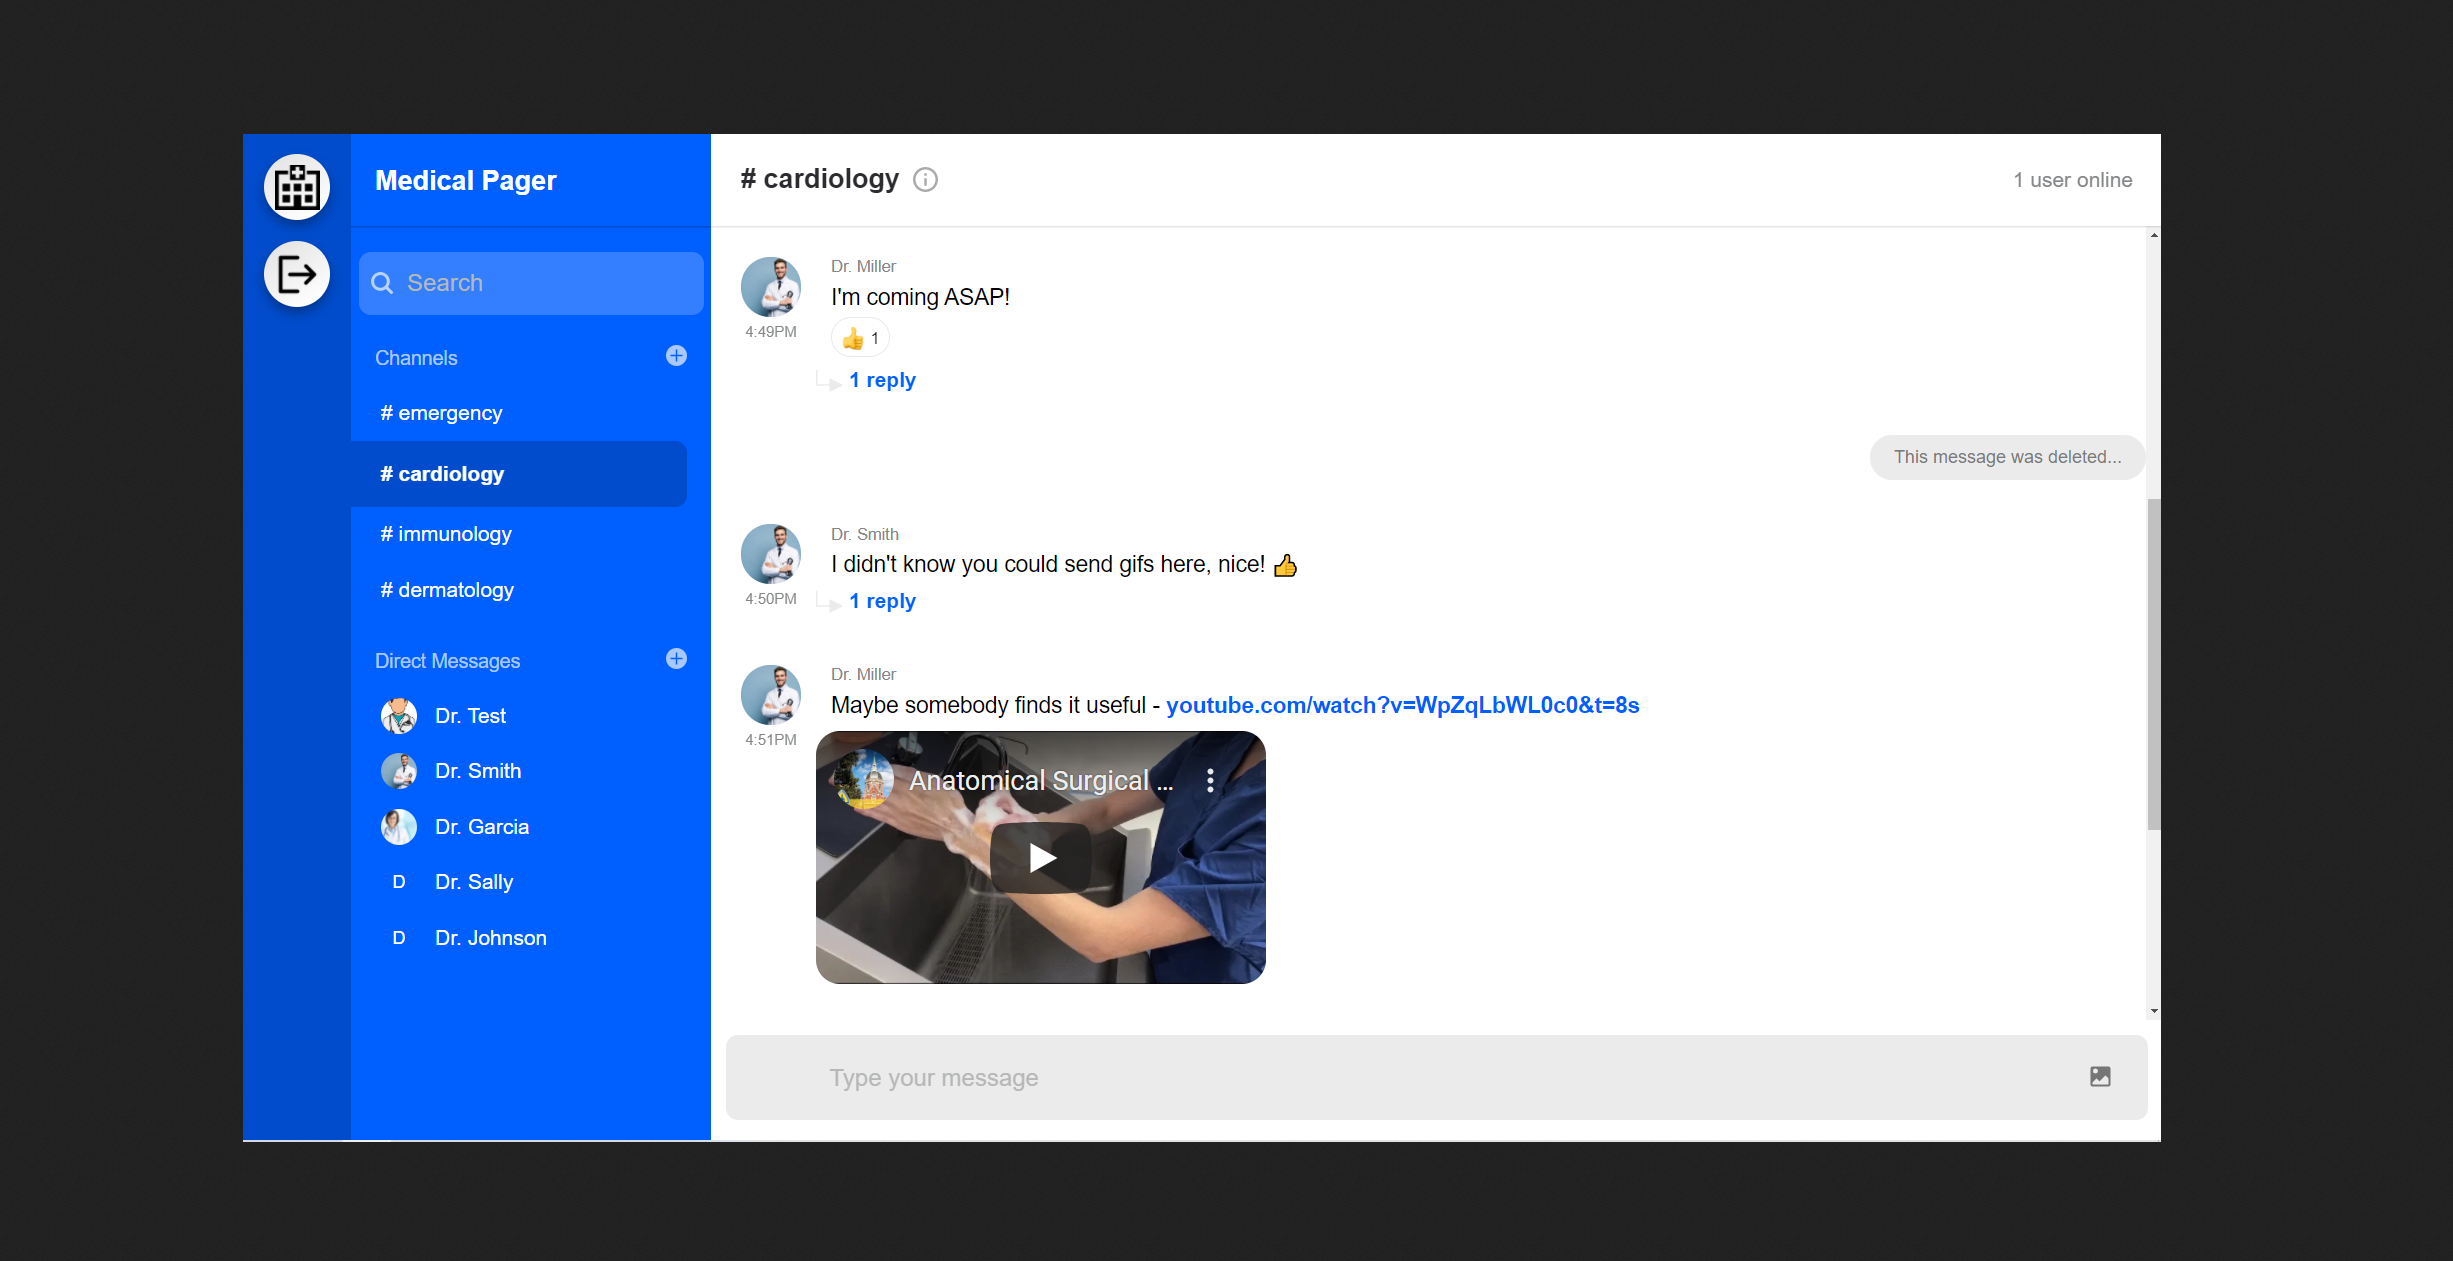 Medical Pager
Search
Channels
# emergency
# cardiology
# immunology
# dermatology
Direct Messages
Dr. Test
Dr. Smith
Dr. Garcia
D Dr. Sally
D Dr. Johnson
# cardiology
1 user online
Dr. Miller
I'm coming ASAP!
4:49PM
👍 1
1 reply
This message was deleted...
Dr. Smith
I didn't know you could send gifs here, nice! 👍
4:50PM
1 reply
Dr. Miller
Maybe somebody finds it useful - youtube.com/watch?v=WpZqLbWL0c0&t=8s
4:51PM
Anatomical Surgical ...
Type your message